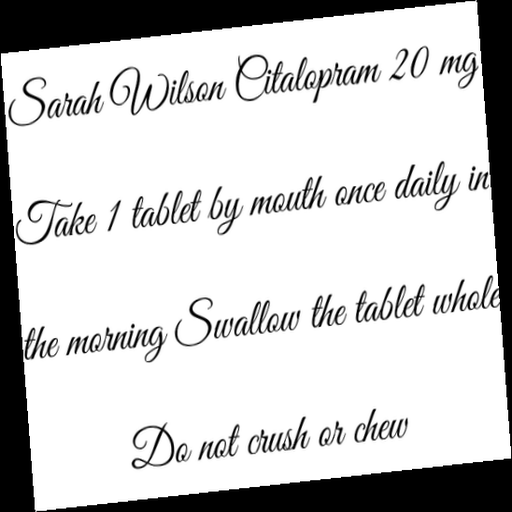 Sarah Wilson Citalopram 20 mg
Take 1 tablet by mouth once daily in
the morning Swallow the tablet whole
Do not crush or chew